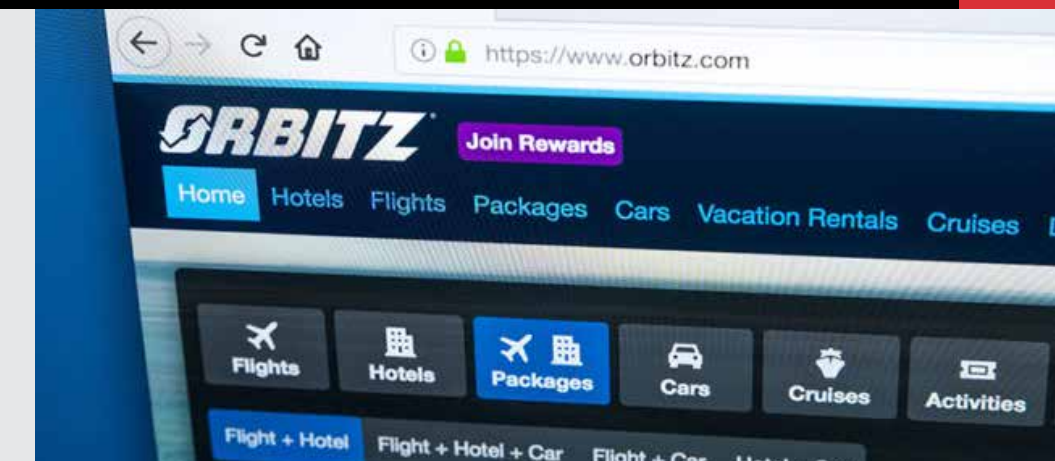 https://www.orbitz.com
ORBITZ
Join Rewards
Home Hotels Flights Packages Cars Vacation Rentals Cruises
Flights Hotels Packages Cars Cruises Activities
Flight + Hotel Flight + Hotel + Car Flight + Car